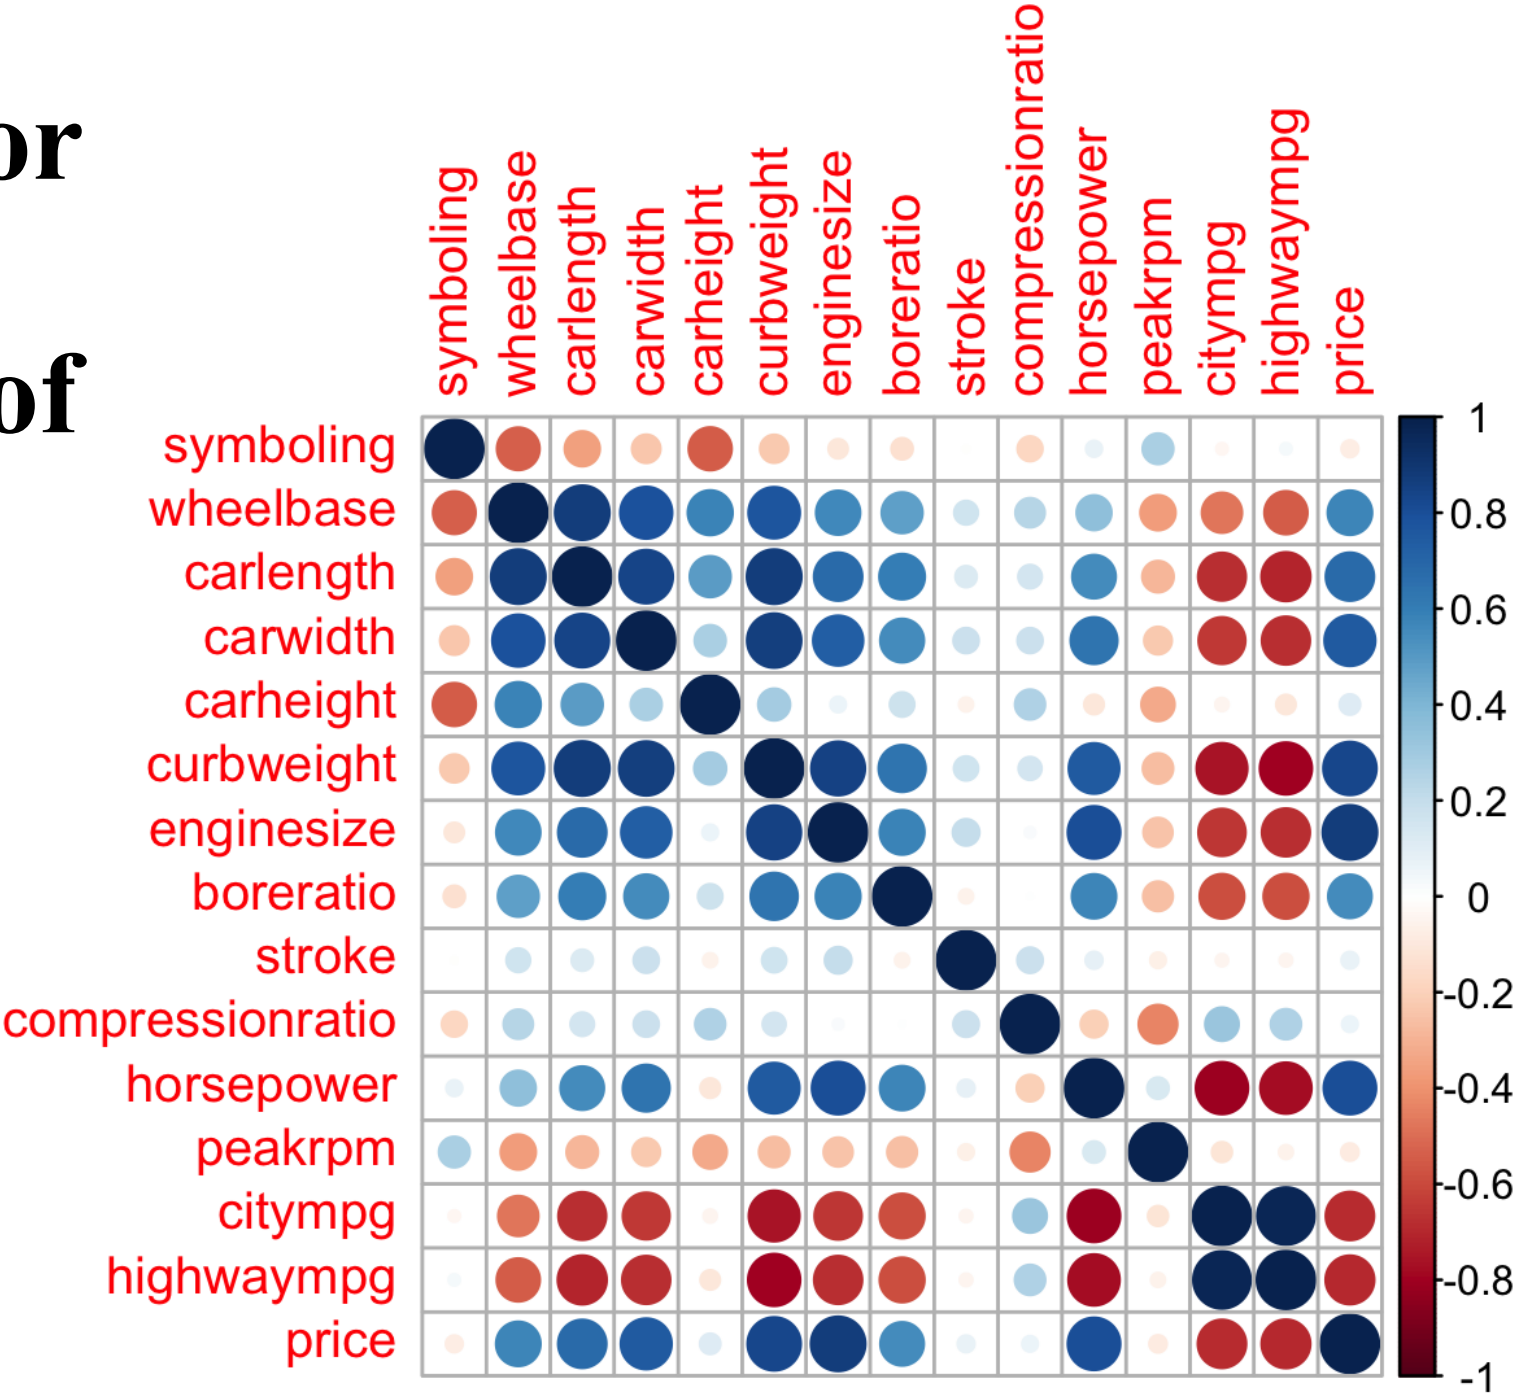 or
of
symboling
wheelbase
carlength
carwidth
carheight
curbweight
enginesize
boreratio
stroke
compressionratio
horsepower
peakrpm
citympg
highwaympg
price
symboling
wheelbase
carlength
carwidth
carheight
curbweight
enginesize
boreratio
stroke
compressionratio
horsepower
peakrpm
citympg
highwaympg
price
1
0.8
0.6
0.4
0.2
0
-0.2
-0.4
-0.6
-0.8
-1